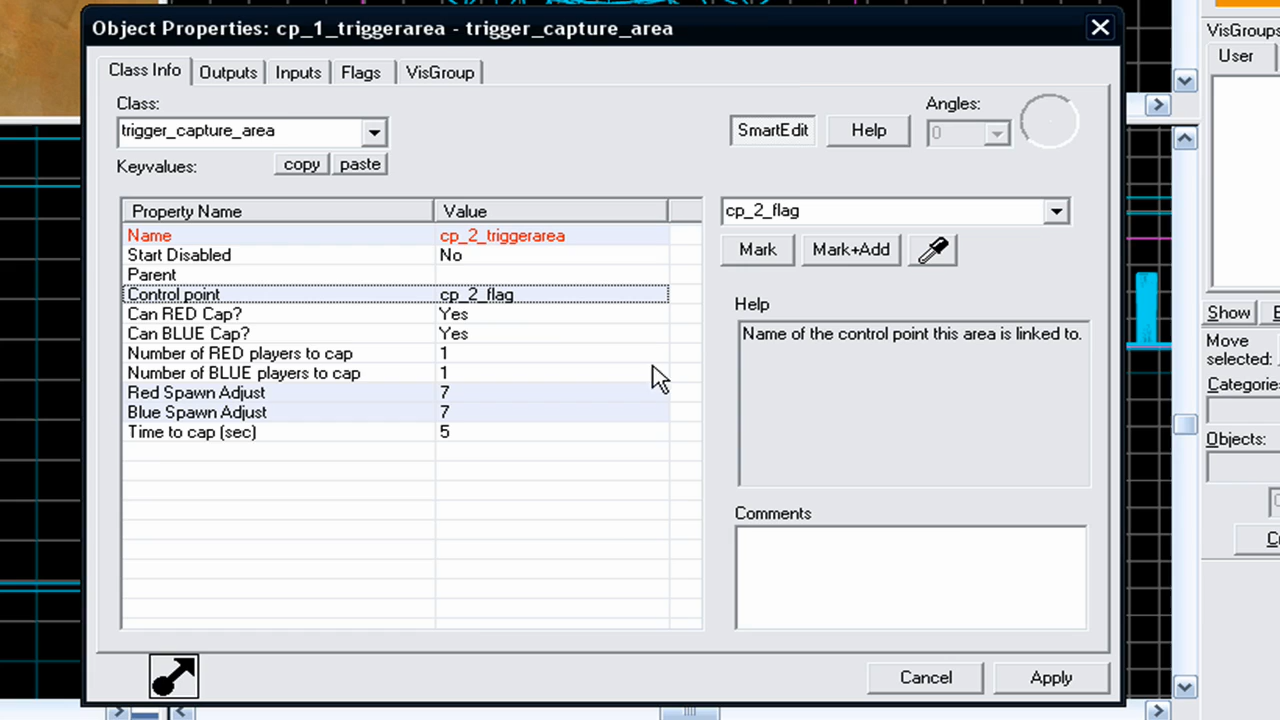 Object Properties: cp_1_triggerarea - trigger_capture_area
Class Info Outputs Inputs Flags VisGroup
Class:
trigger_capture_area
Keyvalues: copy paste
SmartEdit Help
Angles:
0
Property Name Value
Name cp_2_triggerarea
Start Disabled No
Parent
Control point cp_2_flag
Can RED Cap? Yes
Can BLUE Cap? Yes
Number of RED players to cap 1
Number of BLUE players to cap 1
Red Spawn Adjust 7
Blue Spawn Adjust 7
Time to cap (sec) 5
cp_2_flag
Mark Mark+Add
Help
Name of the control point this area is linked to.
Comments
Cancel Apply
VisGroups
User
Show
Move
selected:
Categorie
Objects: